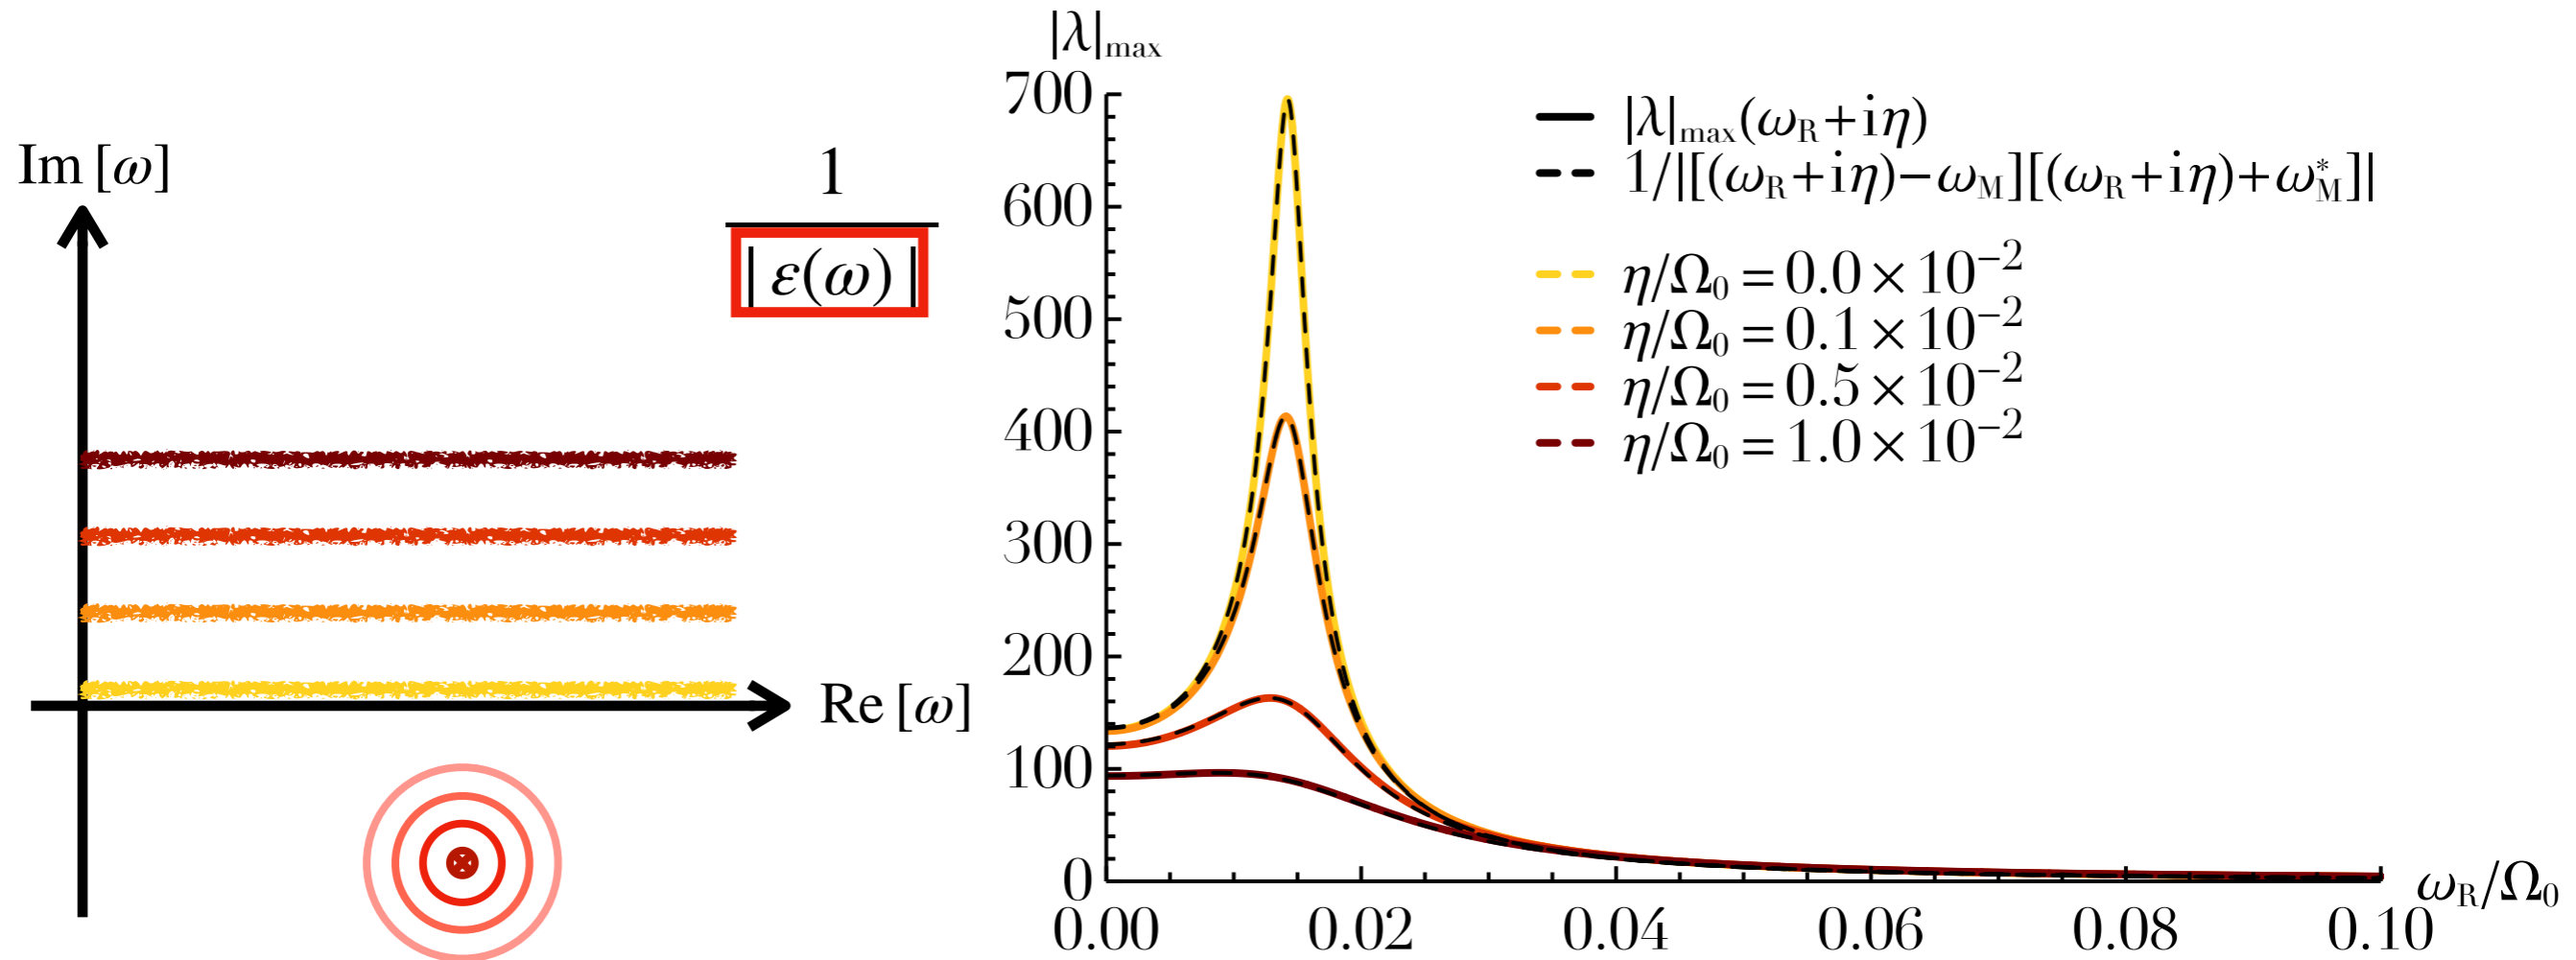 Im [ω]
1
| ε(ω) |
Re [ω]
|λ|max
700
600
500
400
300
200
100
0
0.00 0.02 0.04 0.06 0.08 0.10
ωR/Ω0
|λ|max(ωR+iη)
1/|[(ωR+iη)−ωM][(ωR+iη)+ω*M]|
η/Ω0 = 0.0 × 10⁻²
η/Ω0 = 0.1 × 10⁻²
η/Ω0 = 0.5 × 10⁻²
η/Ω0 = 1.0 × 10⁻²